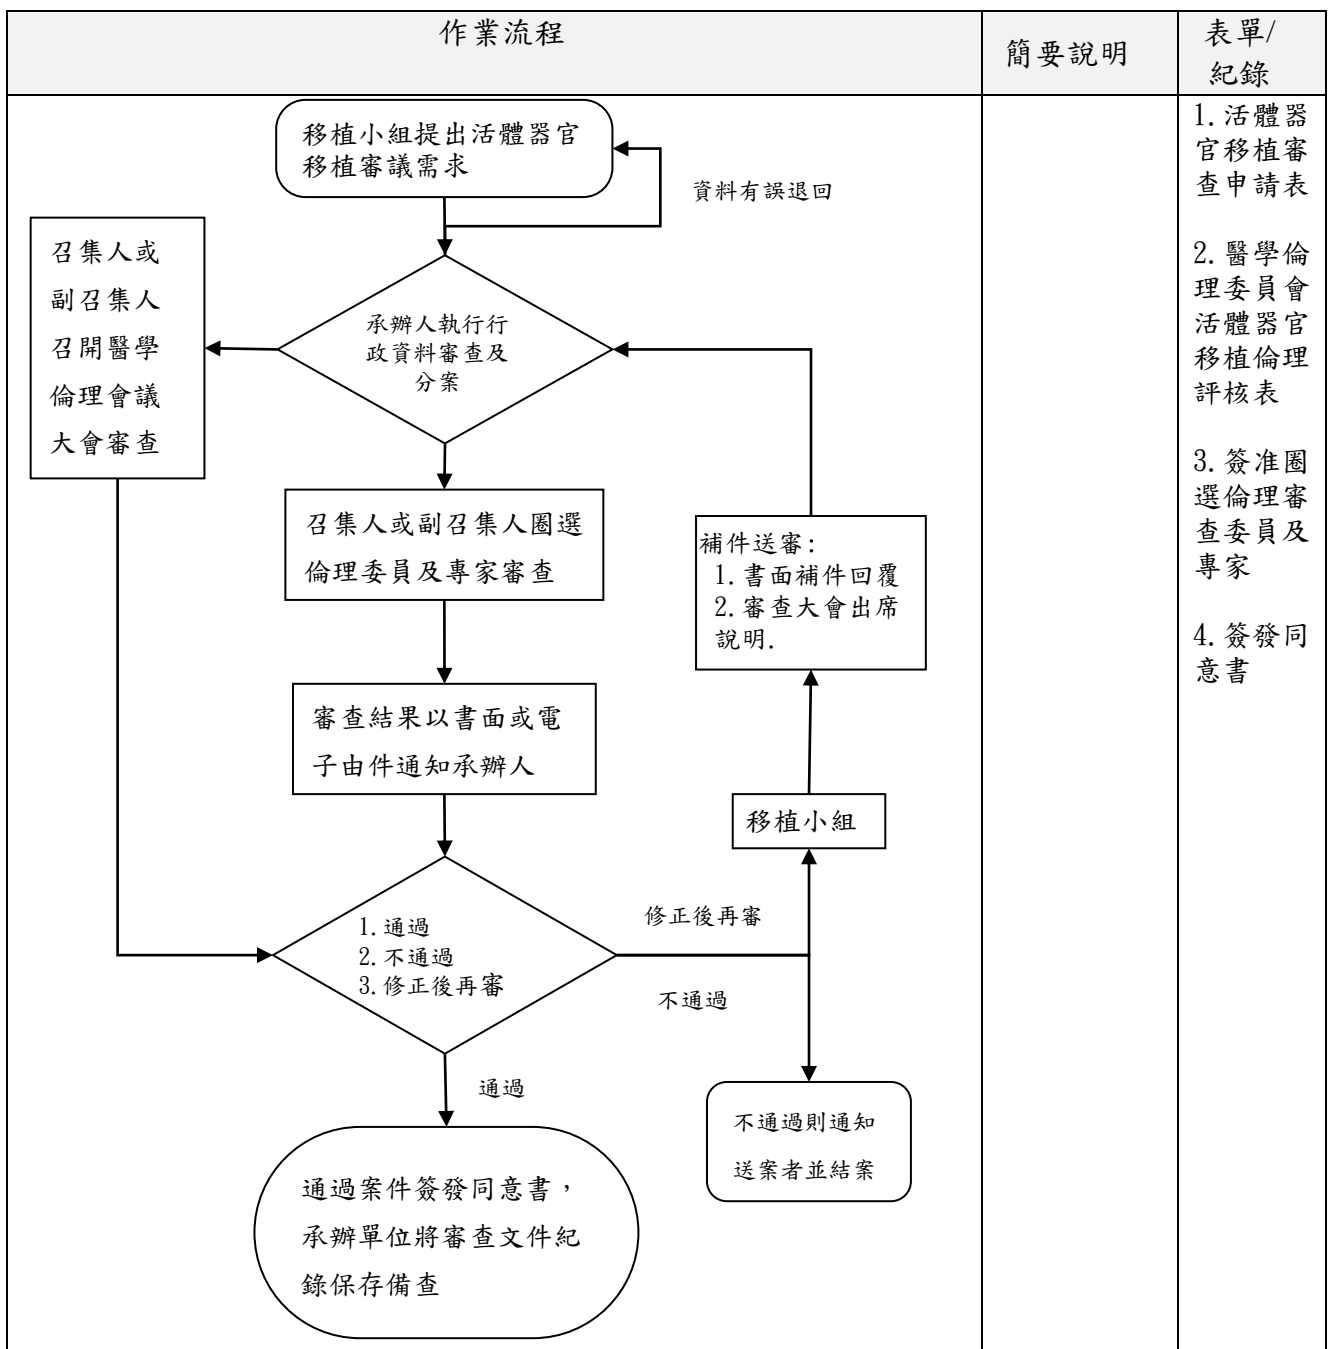 作業流程
簡要說明
表單/
紀錄
移植小組提出活體器官
移植審議需求
資料有誤退回
召集人或
副召集人
召開醫學
倫理會議
大會審查
承辦人執行行
政資料審查及
分案
召集人或副召集人圈選
倫理委員及專家審查
補件送審:
1.書面補件回覆
2.審查大會出席
說明.
審查結果以書面或電
子由件通知承辦人
移植小組
1.通過
2.不通過
3.修正後再審
修正後再審
不通過
通過
不通過則通知
送案者並結案
通過案件簽發同意書，
承辦單位將審查文件紀
錄保存備查
1.活體器
官移植審
查申請表
2.醫學倫
理委員會
活體器官
移植倫理
評核表
3.簽准圈
選倫理審
查委員及
專家
4.簽發同
意書